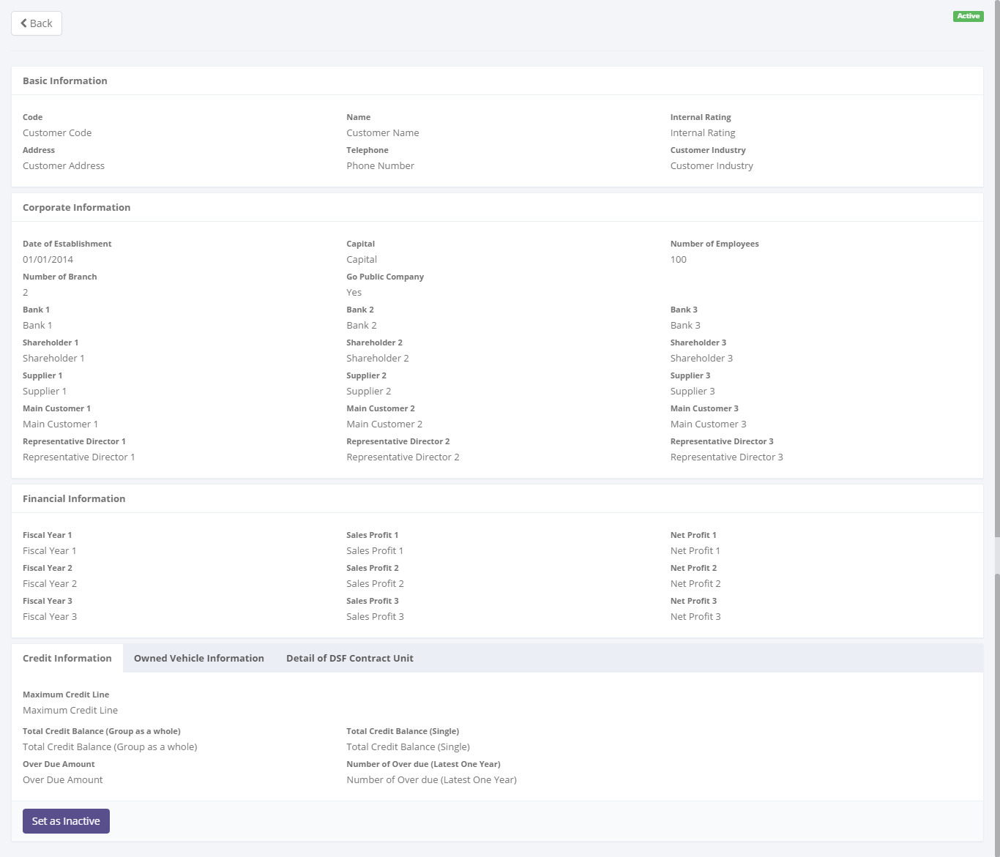 Back
Active
Basic Information
Code Name Internal Rating
Customer Code Customer Name Internal Rating
Address Telephone Customer Industry
Customer Address Phone Number Customer Industry
Corporate Information
Date of Establishment Capital Number of Employees
01/01/2014 Capital 100
Number of Branch Go Public Company
2 Yes
Bank 1 Bank 2 Bank 3
Bank 1 Bank 2 Bank 3
Shareholder 1 Shareholder 2 Shareholder 3
Shareholder 1 Shareholder 2 Shareholder 3
Supplier 1 Supplier 2 Supplier 3
Supplier 1 Supplier 2 Supplier 3
Main Customer 1 Main Customer 2 Main Customer 3
Main Customer 1 Main Customer 2 Main Customer 3
Representative Director 1 Representative Director 2 Representative Director 3
Representative Director 1 Representative Director 2 Representative Director 3
Financial Information
Fiscal Year 1 Sales Profit 1 Net Profit 1
Fiscal Year 1 Sales Profit 1 Net Profit 1
Fiscal Year 2 Sales Profit 2 Net Profit 2
Fiscal Year 2 Sales Profit 2 Net Profit 2
Fiscal Year 3 Sales Profit 3 Net Profit 3
Fiscal Year 3 Sales Profit 3 Net Profit 3
Credit Information Owned Vehicle Information Detail of DSF Contract Unit
Maximum Credit Line
Maximum Credit Line
Total Credit Balance (Group as a whole) Total Credit Balance (Single)
Total Credit Balance (Group as a whole) Total Credit Balance (Single)
Over Due Amount Number of Over due (Latest One Year)
Over Due Amount Number of Over due (Latest One Year)
Set as Inactive